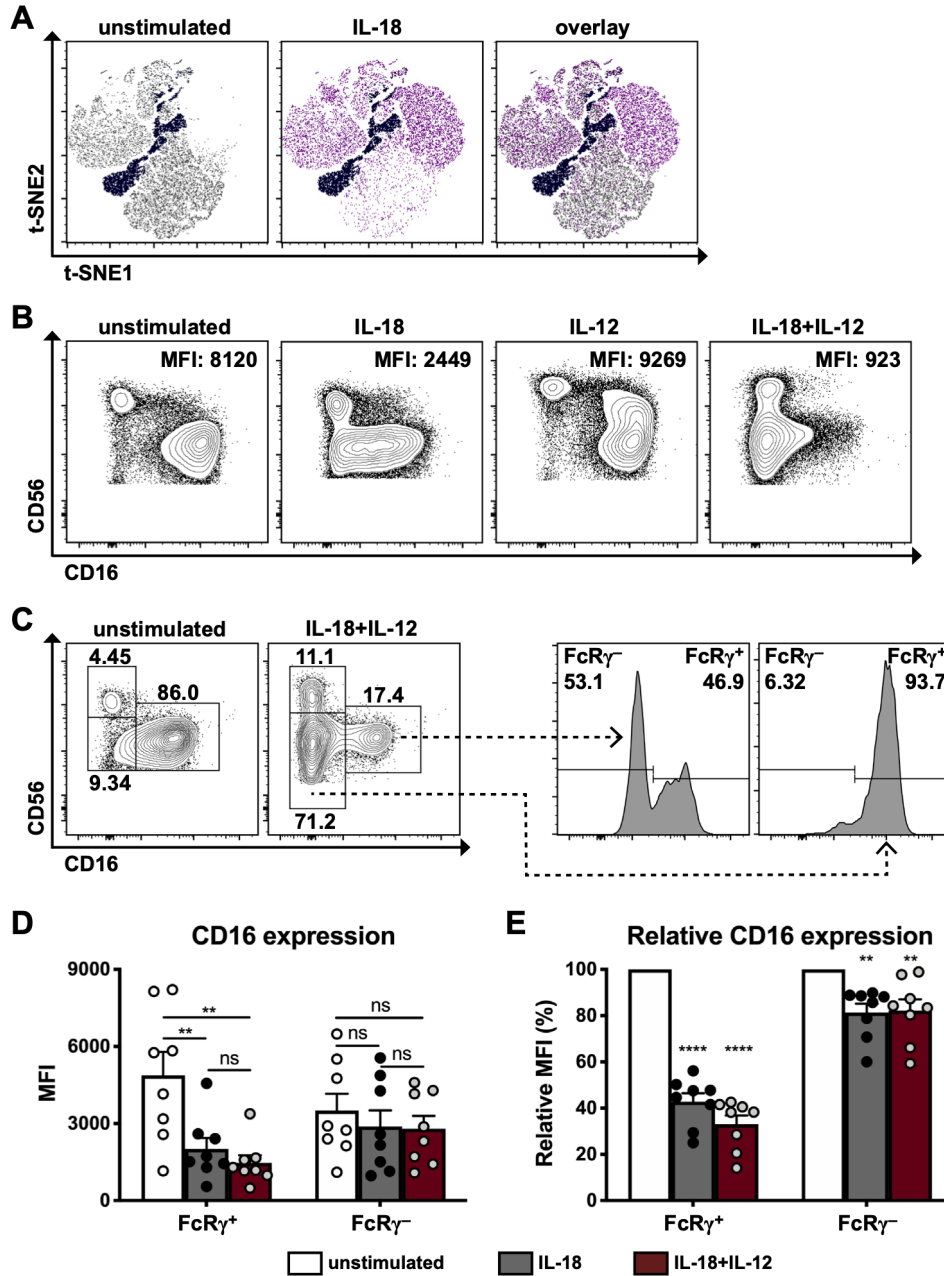 A
unstimulated IL-18 overlay
t-SNE2
t-SNE1
B
unstimulated IL-18 IL-12 IL-18+IL-12
MFI: 8120 MFI: 2449 MFI: 9269 MFI: 923
CD56
CD16
C
unstimulated IL-18+IL-12
4.45 86.0 9.34
11.1 17.4 71.2
FcRγ– FcRγ+ FcRγ– FcRγ+
53.1 46.9 6.32 93.7
CD56
CD16
D CD16 expression
MFI
9000
6000
3000
0
** ** ns
ns ns ns
FcRγ+ FcRγ–
E Relative CD16 expression
Relative MFI (%)
100
80
60
40
20
0
**** **** ** **
FcRγ+ FcRγ–
unstimulated IL-18 IL-18+IL-12